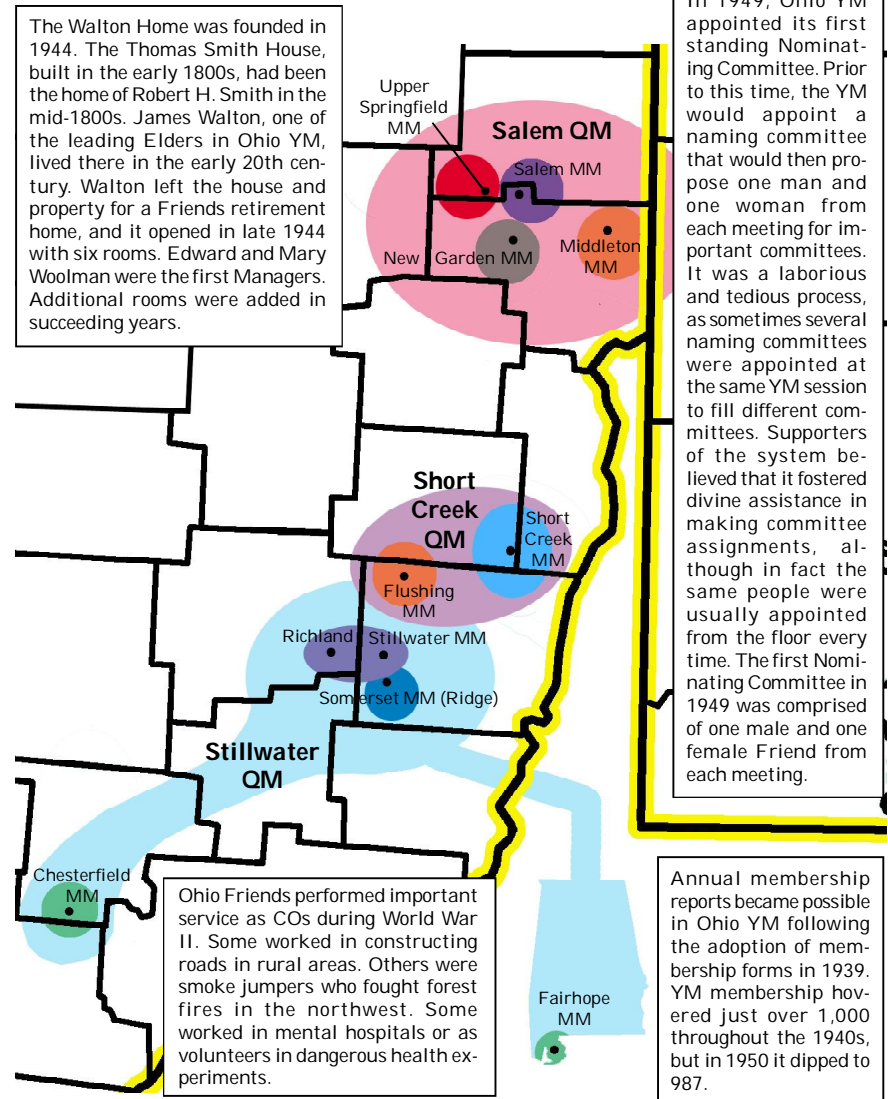 The Walton Home was founded in
1944. The Thomas Smith House,
built in the early 1800s, had been
the home of Robert H. Smith in the
mid-1800s. James Walton, one of
the leading Elders in Ohio YM,
lived there in the early 20th cen-
tury. Walton left the house and
property for a Friends retirement
home, and it opened in late 1944
with six rooms. Edward and Mary
Woolman were the first Managers.
Additional rooms were added in
succeeding years.
In 1949, Ohio YM
appointed its first
standing Nominat-
ing Committee. Prior
to this time, the YM
would appoint a
naming committee
that would then pro-
pose one man and
one woman from
each meeting for im-
portant committees.
It was a laborious
and tedious process,
as sometimes several
naming committees
were appointed at
the same YM session
to fill different com-
mittees. Supporters
of the system be-
lieved that it fostered
divine assistance in
making committee
assignments, al-
though in fact the
same people were
usually appointed
from the floor every
time. The first Nomi-
nating Committee in
1949 was comprised
of one male and one
female Friend from
each meeting.
Upper
Springfield
MM
Salem QM
Salem MM
New Garden MM
Middleton
MM
Short
Creek
QM
Short
Creek
MM
Flushing
MM
Richland
Stillwater MM
Somerset MM (Ridge)
Stillwater
QM
Chesterfield
MM
Fairhope
MM
Ohio Friends performed important
service as COs during World War
II. Some worked in constructing
roads in rural areas. Others were
smoke jumpers who fought forest
fires in the northwest. Some
worked in mental hospitals or as
volunteers in dangerous health ex-
periments.
Annual membership
reports became possible
in Ohio YM following
the adoption of mem-
bership forms in 1939.
YM membership hov-
ered just over 1,000
throughout the 1940s,
but in 1950 it dipped to
987.